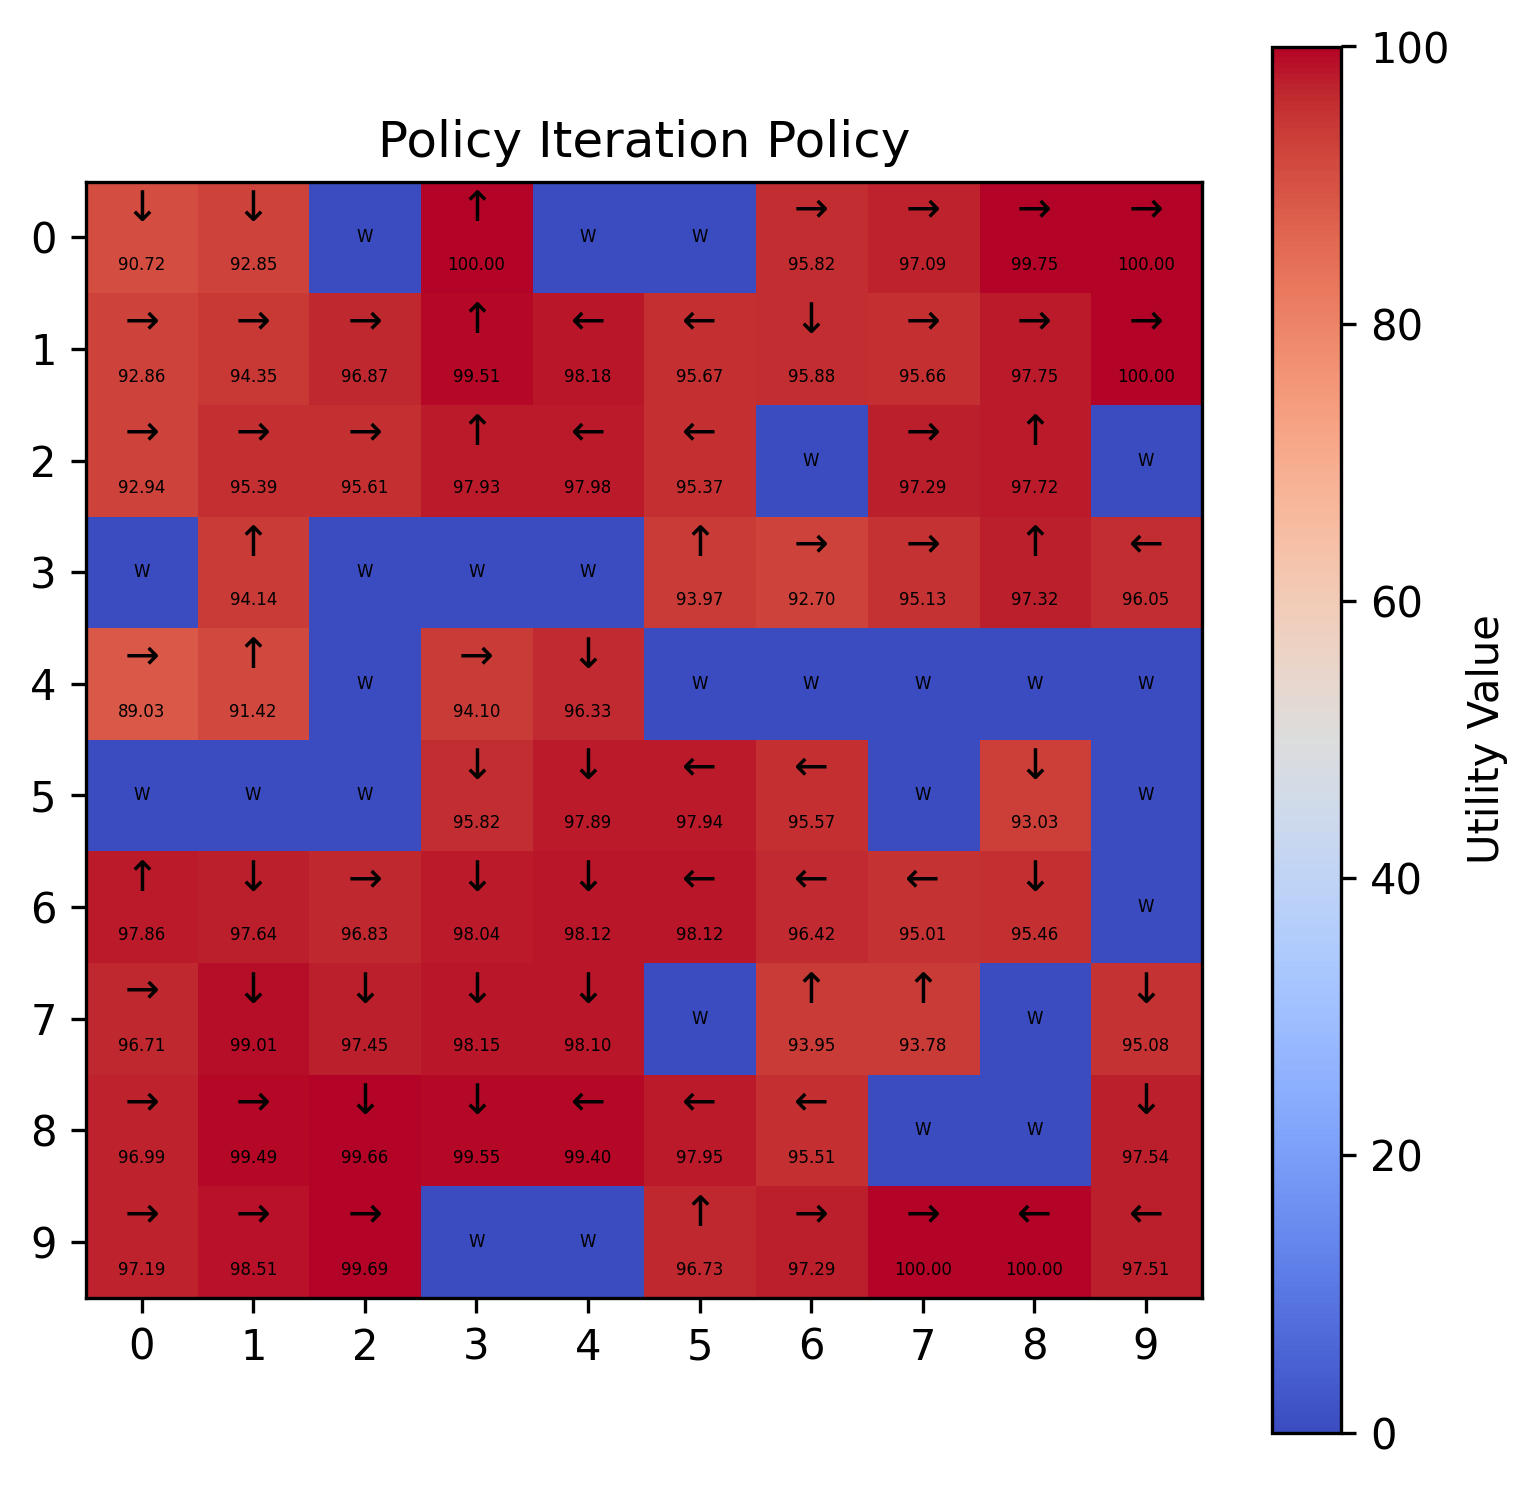 Policy Iteration Policy
0 ↓ ↓ W ↑ W W → → → →
90.72 92.85 100.00 95.82 97.09 99.75 100.00
1 → → → ↑ ← ← ↓ → → →
92.86 94.35 96.87 99.51 98.18 95.67 95.88 95.66 97.75 100.00
2 → → → ↑ ← ← W → ↑ W
92.94 95.39 95.61 97.93 97.98 95.37 97.29 97.72
3 W ↑ W W W ↑ → → ↑ ←
94.14 93.97 92.70 95.13 97.32 96.05
4 → ↑ W → ↓ W W W W W
89.03 91.42 94.10 96.33
5 W W W ↓ ↓ ← ← W ↓ W
95.82 97.89 97.94 95.57 93.03
6 ↑ ↓ → ↓ ↓ ← ← ← ↓ W
97.86 97.64 96.83 98.04 98.12 98.12 96.42 95.01 95.46
7 → ↓ ↓ ↓ ↓ W ↑ ↑ W ↓
96.71 99.01 97.45 98.15 98.10 93.95 93.78 95.08
8 → → ↓ ↓ ← ← ← W W ↓
96.99 99.49 99.66 99.55 99.40 97.95 95.51 97.54
9 → → → W W ↑ → → ← ←
97.19 98.51 99.69 96.73 97.29 100.00 100.00 97.51
0 1 2 3 4 5 6 7 8 9
100
80
60
40
20
0
Utility Value